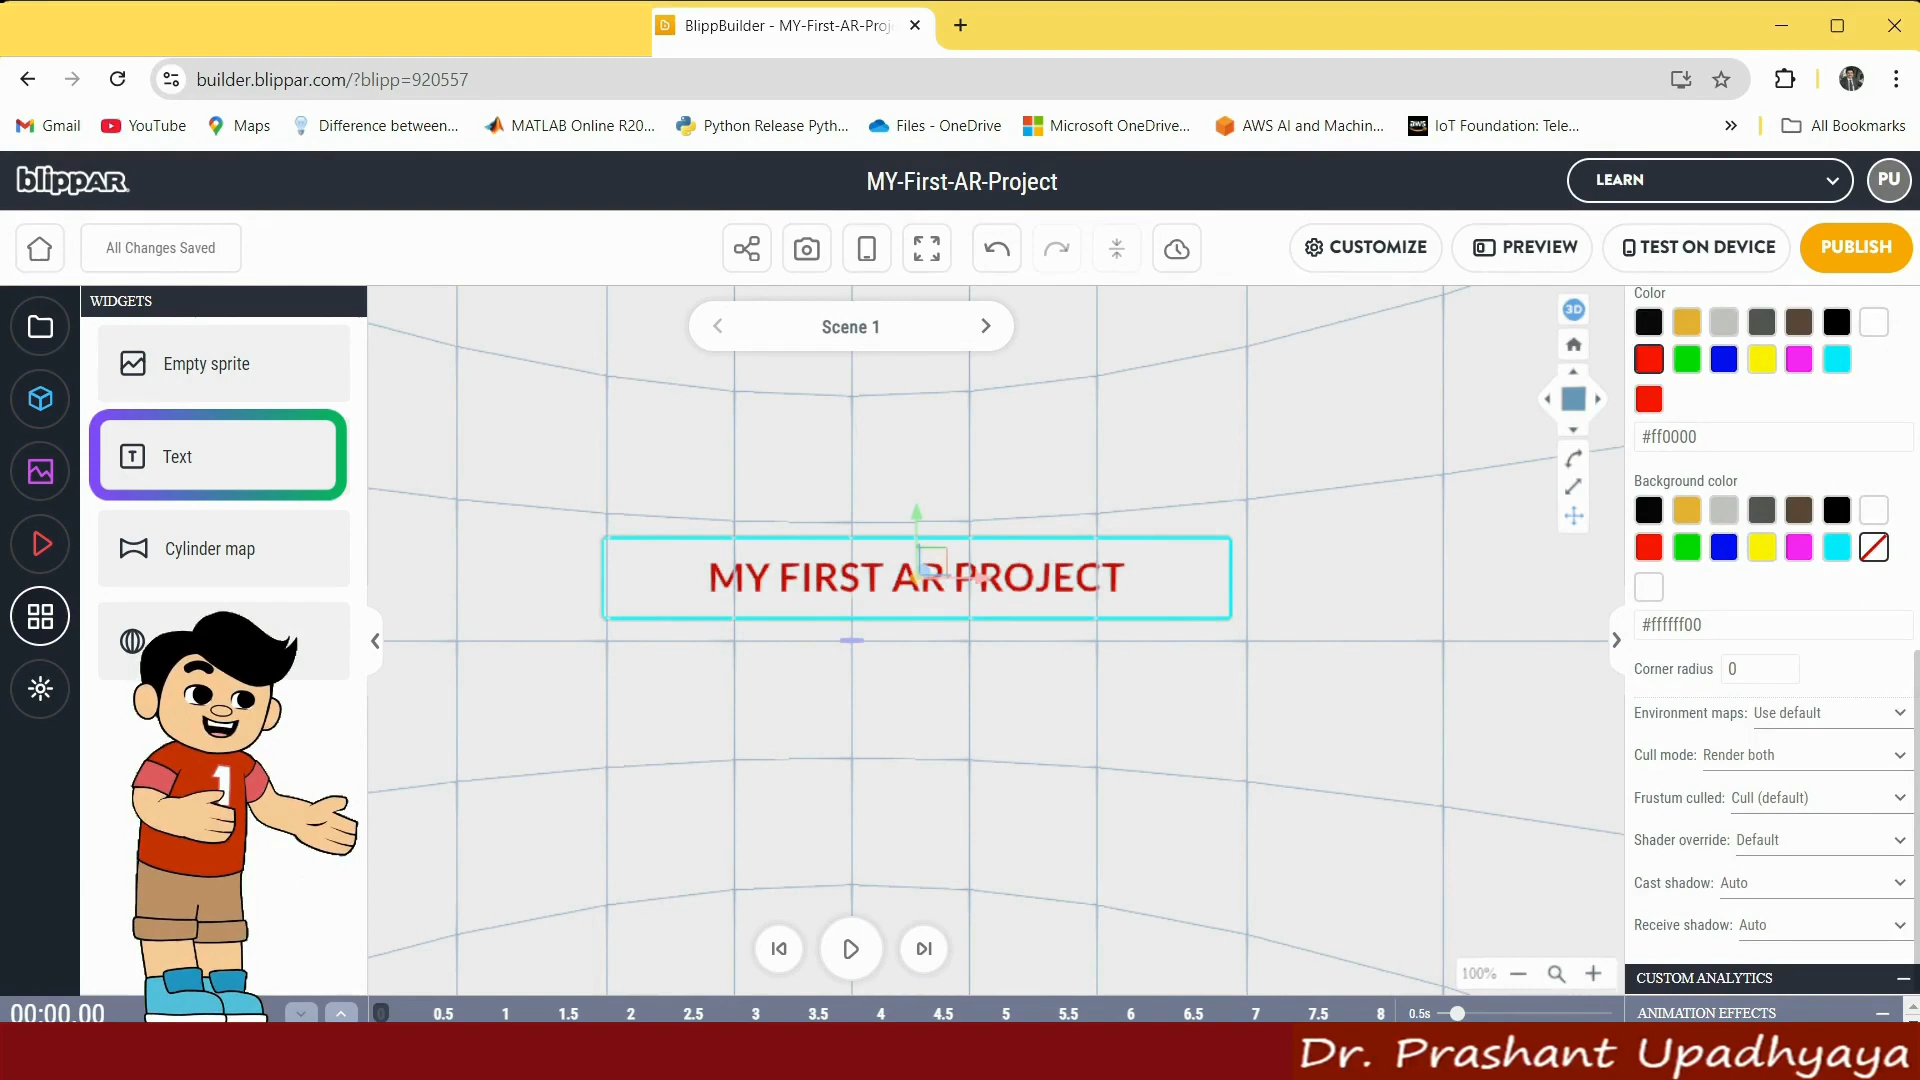 BlippBuilder - MY-First-AR-Proj
builder.blippar.com/?blipp=920557
Gmail
YouTube
Maps
Difference between...
MATLAB Online R20...
Python Release Pyth...
Files - OneDrive
Microsoft OneDrive...
AWS AI and Machin...
aws
IoT Foundation: Tele...
All Bookmarks
blippAR
MY-First-AR-Project
LEARN
PU
All Changes Saved
CUSTOMIZE
PREVIEW
TEST ON DEVICE
PUBLISH
WIDGETS
Empty sprite
Text
Cylinder map
Scene 1
3D
MY FIRST AR PROJECT
1
100%
Color
#ff0000
Background color
#ffffff00
Corner radius 0
Environment maps: Use default
Cull mode: Render both
Frustum culled: Cull (default)
Shader override: Default
Cast shadow: Auto
Receive shadow: Auto
CUSTOM ANALYTICS
ANIMATION EFFECTS
00:00.00
0 0.5 1 1.5 2 2.5 3 3.5 4 4.5 5 5.5 6 6.5 7 7.5 8
0.5s
Dr. Prashant Upadhyaya